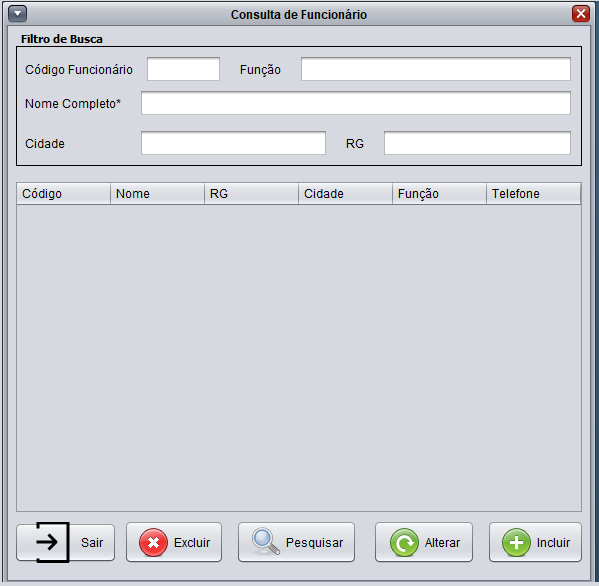 Consulta de Funcionário
Filtro de Busca
Código Funcionário Função
Nome Completo*
Cidade RG
Código Nome RG Cidade Função Telefone
Sair Excluir Pesquisar Alterar Incluir